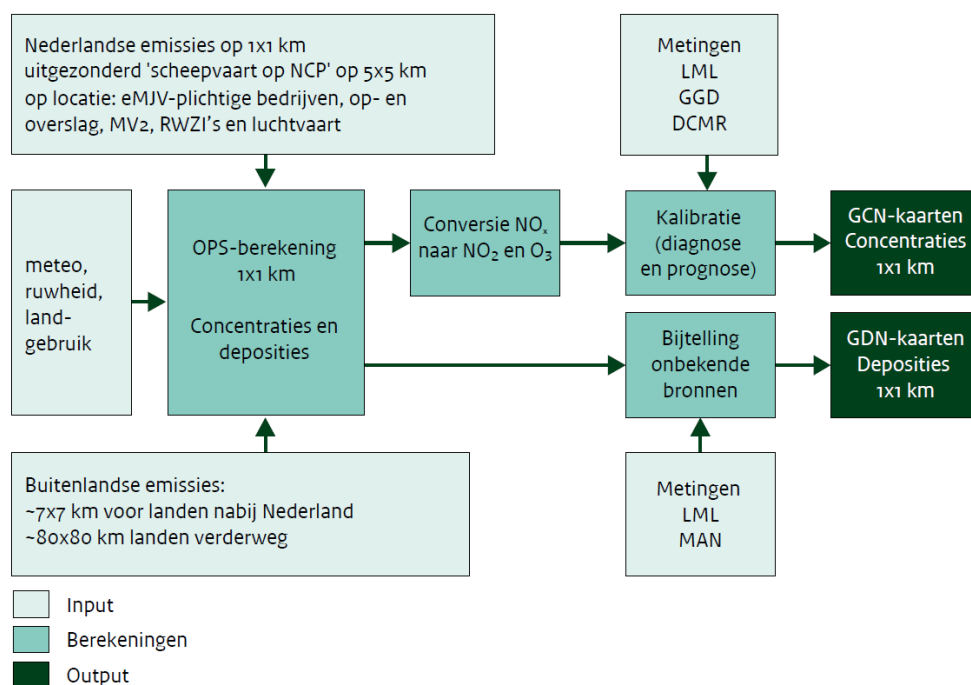 Nederlandse emissies op 1x1 km
uitgezonderd 'scheepvaart op NCP' op 5x5 km
op locatie: eMJV-plichtige bedrijven, op- en
overslag, MV2, RWZI's en luchtvaart
Metingen
LML
GGD
DCMR
meteo,
ruwheid,
land-
gebruik
OPS-berekening
1x1 km
Concentraties en
deposities
Conversie NOₓ
naar NO₂ en O₃
Kalibratie
(diagnose
en prognose)
GCN-kaarten
Concentraties
1x1 km
Bijtelling
onbekende
bronnen
GDN-kaarten
Deposities
1x1 km
Buitenlandse emissies:
~7x7 km voor landen nabij Nederland
~80x80 km landen verderweg
Metingen
LML
MAN
Input
Berekeningen
Output